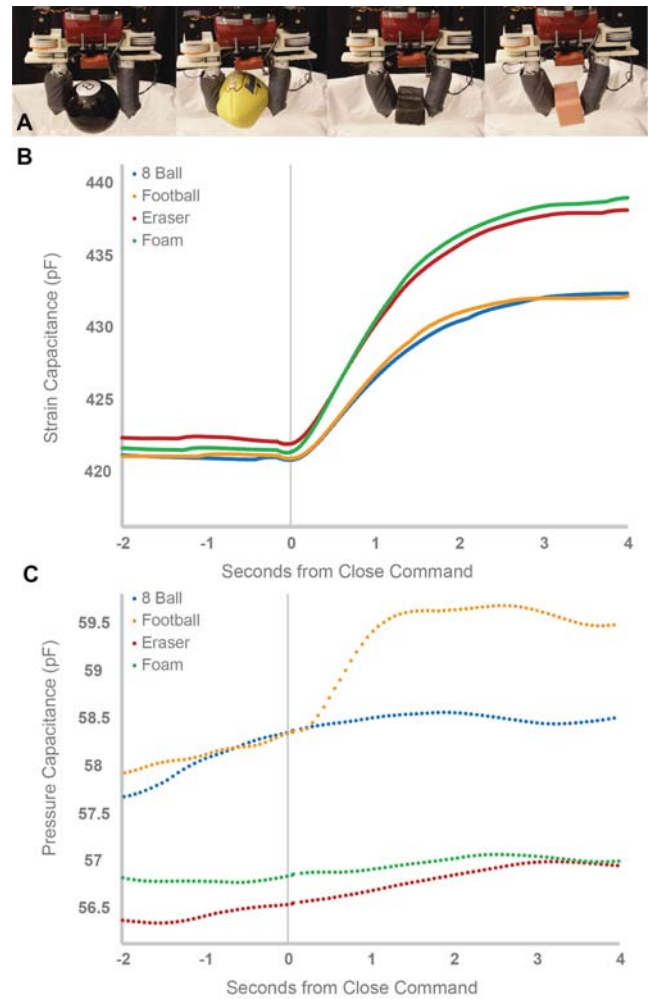 A
B
8 Ball
Football
Eraser
Foam
Strain Capacitance (pF)
440
435
430
425
420
-2 -1 0 1 2 3 4
Seconds from Close Command
C
8 Ball
Football
Eraser
Foam
Pressure Capacitance (pF)
59.5
59
58.5
58
57.5
57
56.5
-2 -1 0 1 2 3 4
Seconds from Close Command